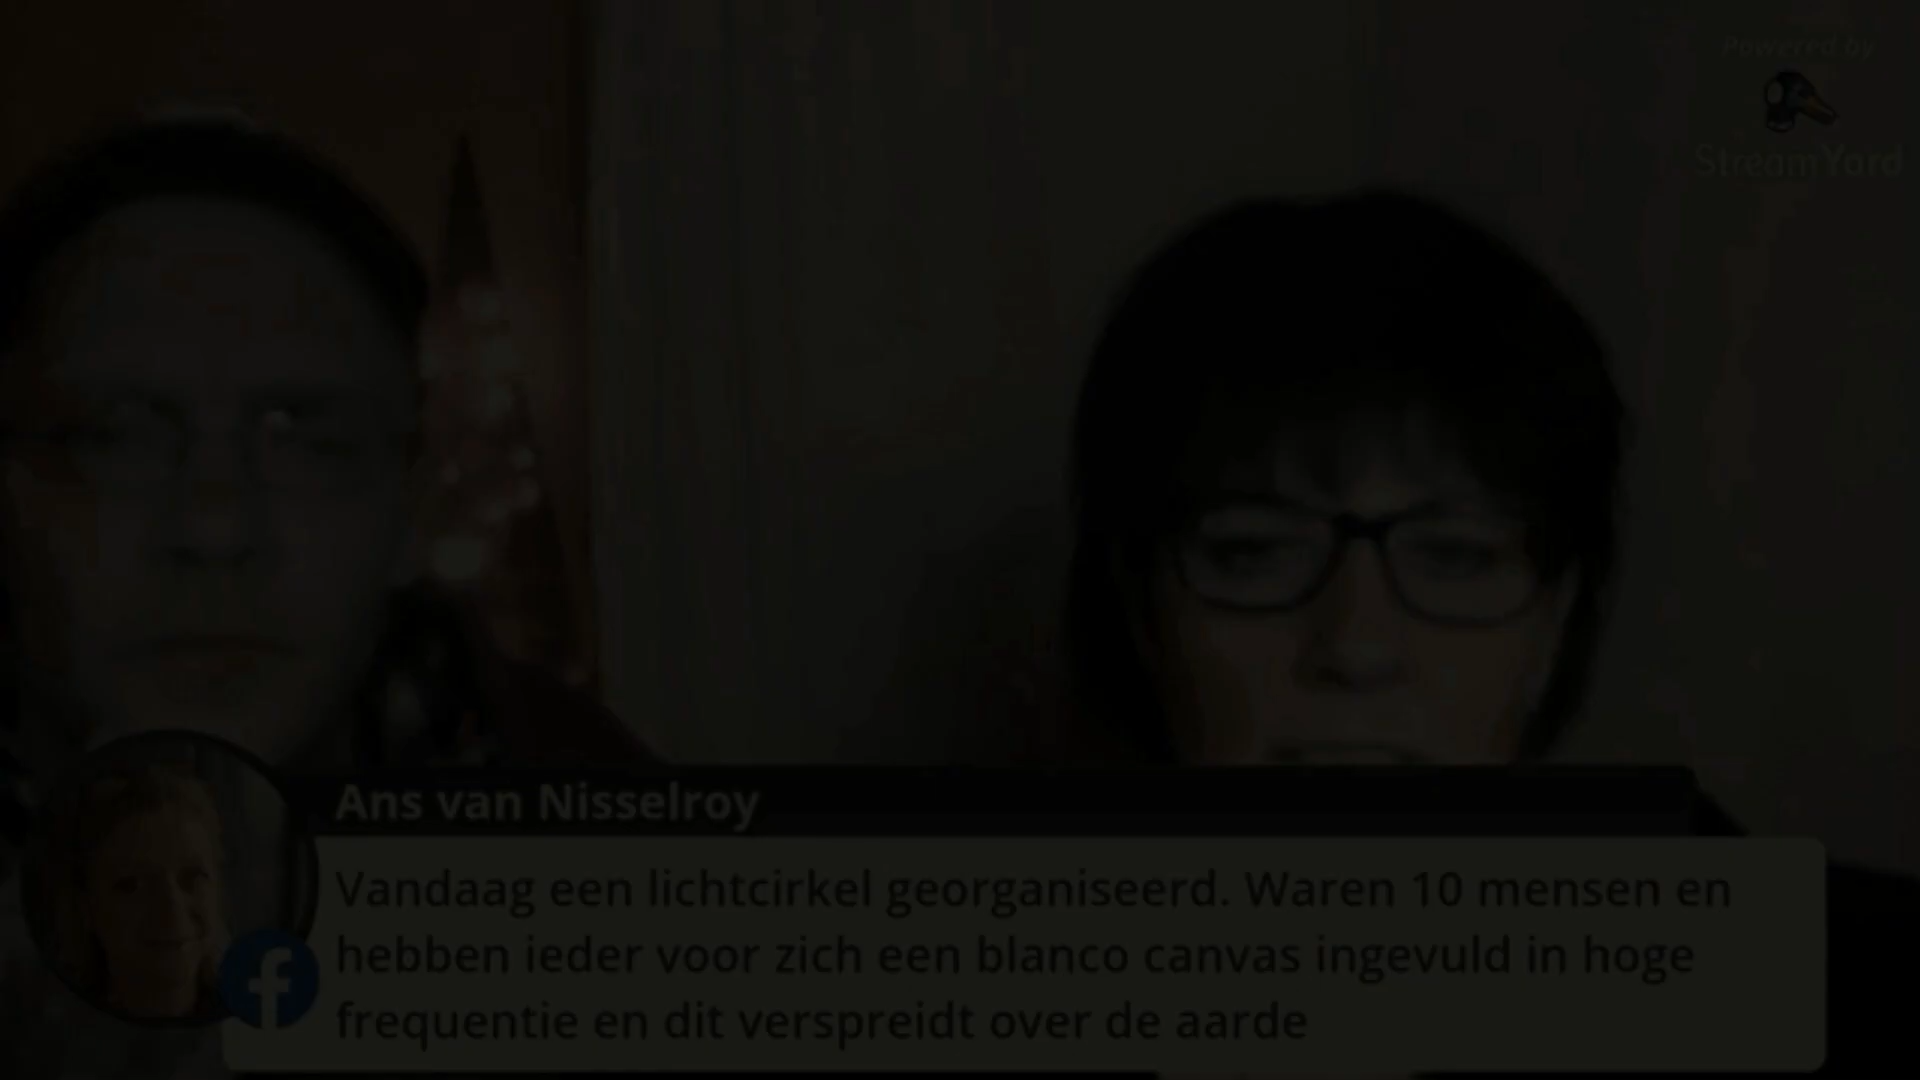 Powered by
StreamYard
Ans van Nisselroy
Vandaag een lichtcirkel georganiseerd. Waren 10 mensen en
hebben ieder voor zich een blanco canvas ingevuld in hoge
frequentie en dit verspreidt over de aarde